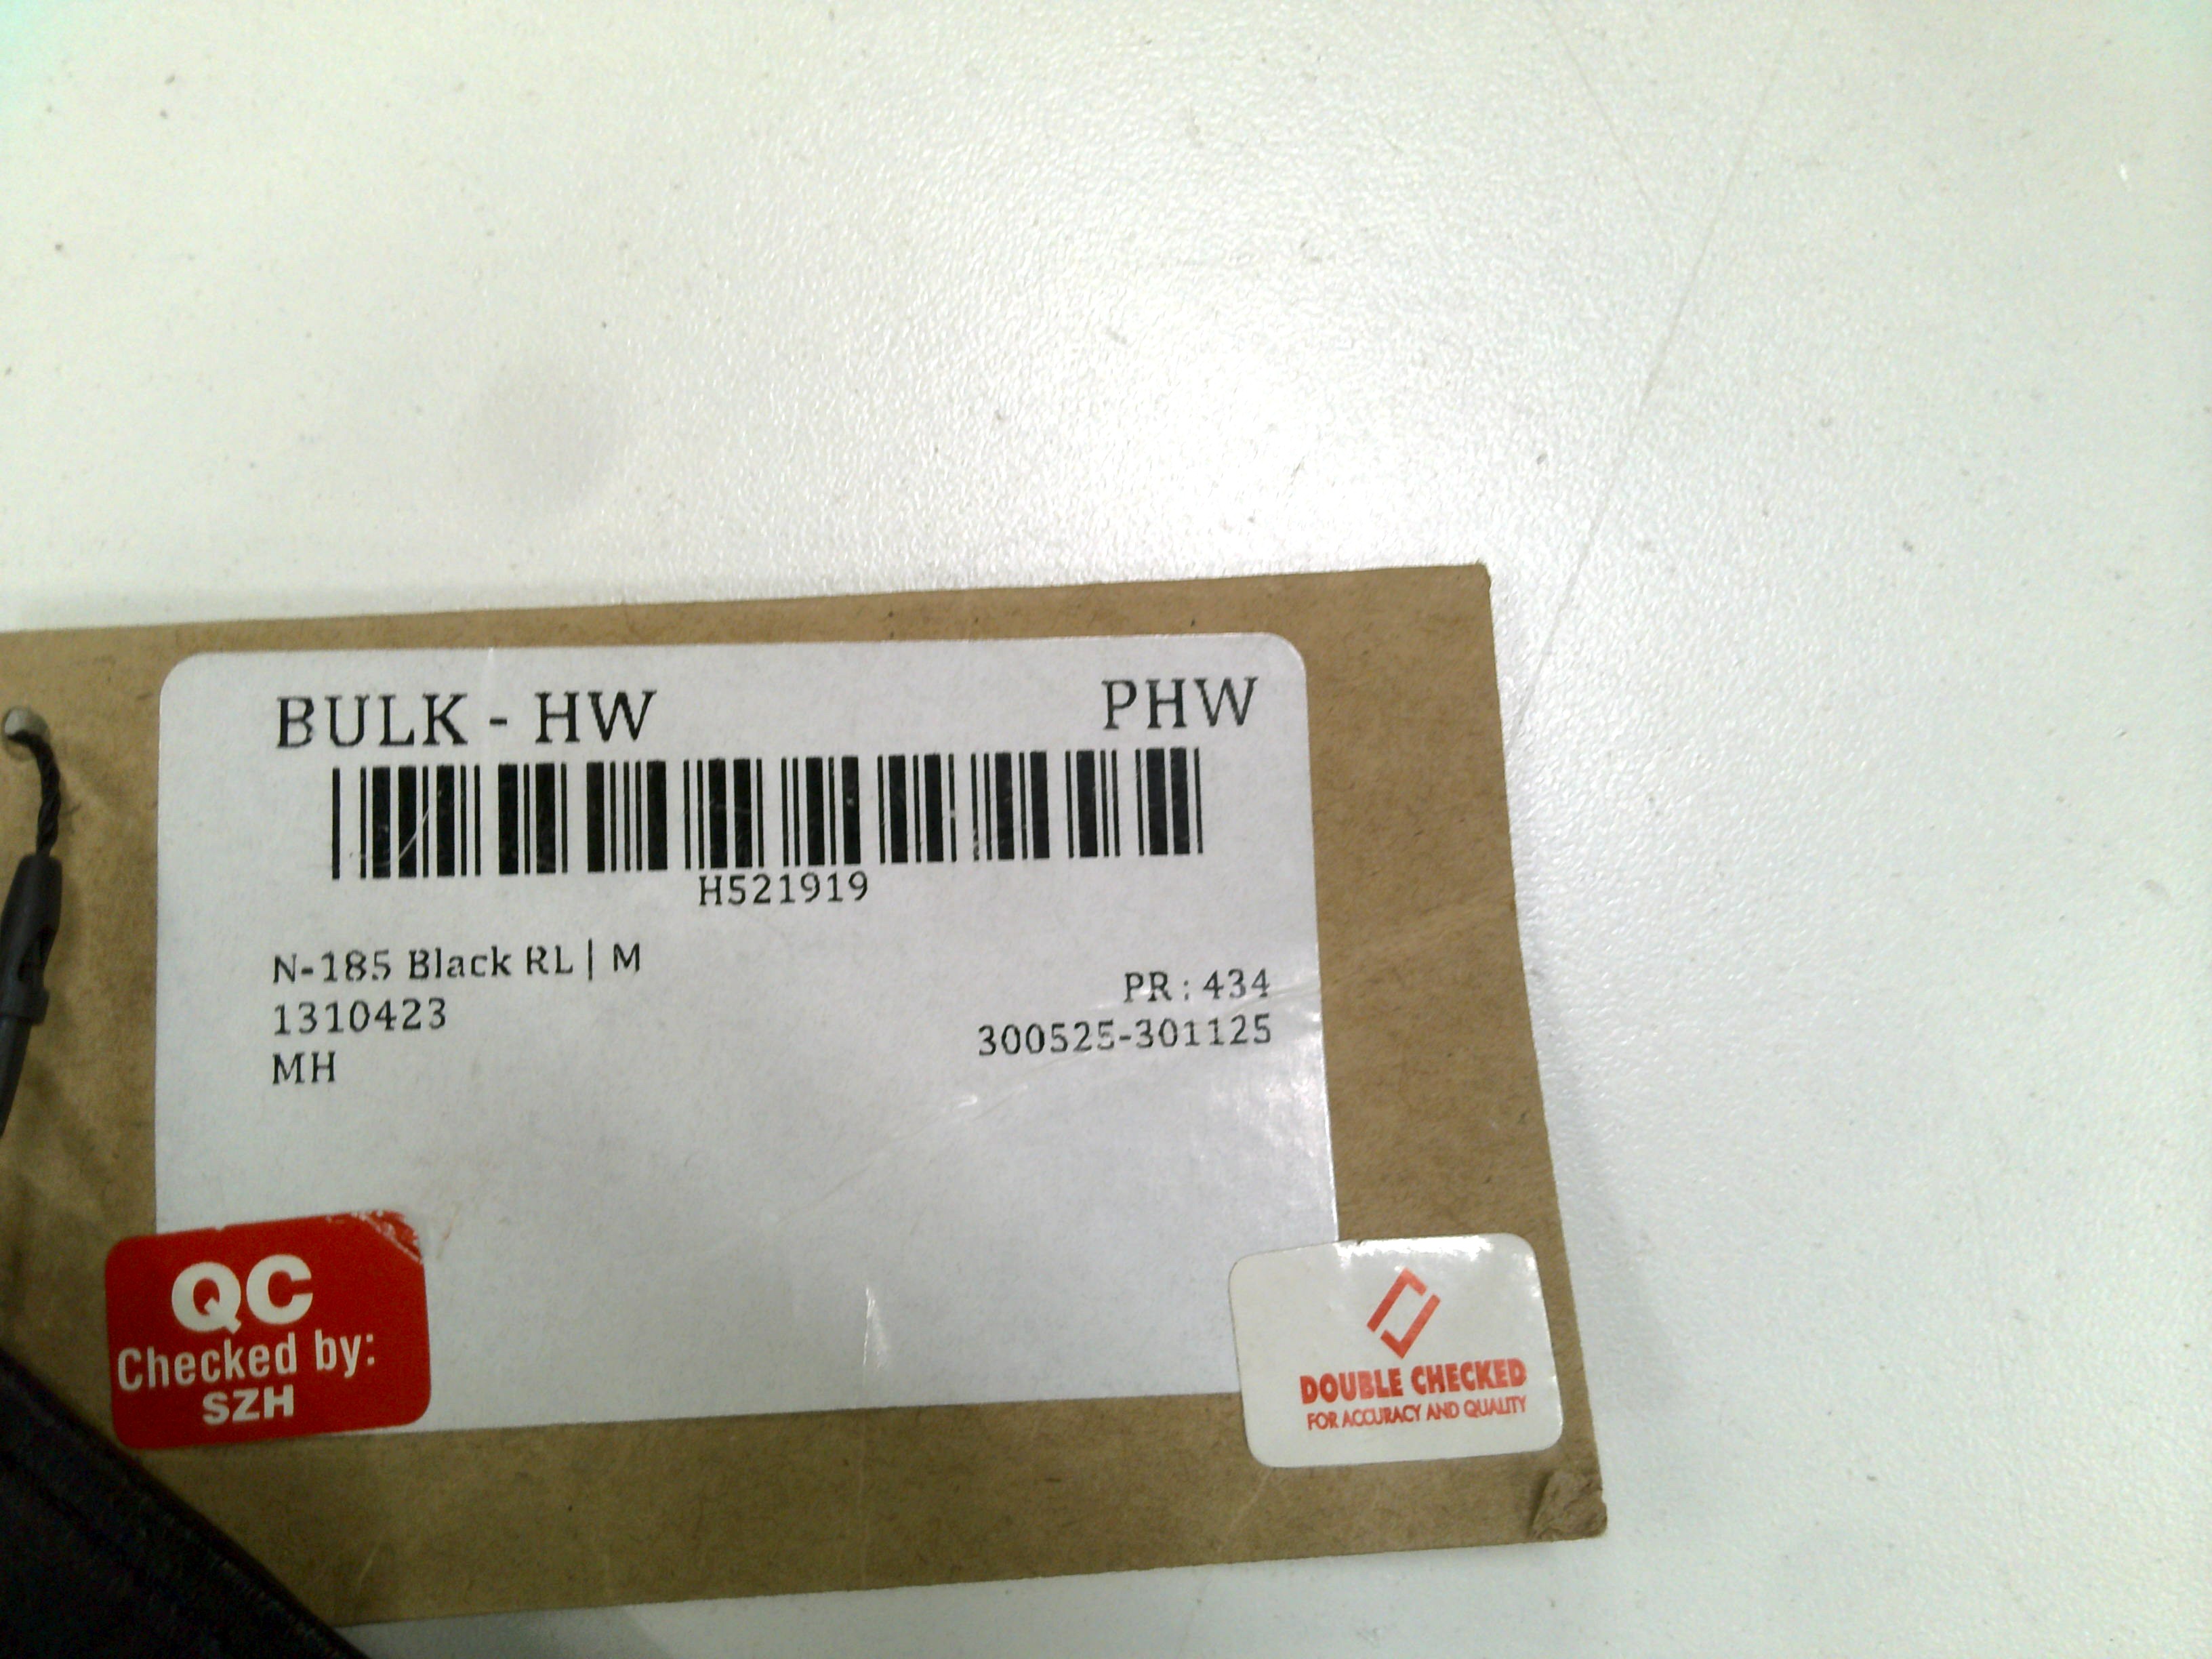 BULK - HW PHW
H521919
N-185 Black RL | M
1310423
MH
PR : 434
300525-301125
QC
Checked by:
SZH
DOUBLE CHECKED
FOR ACCURACY AND QUALITY